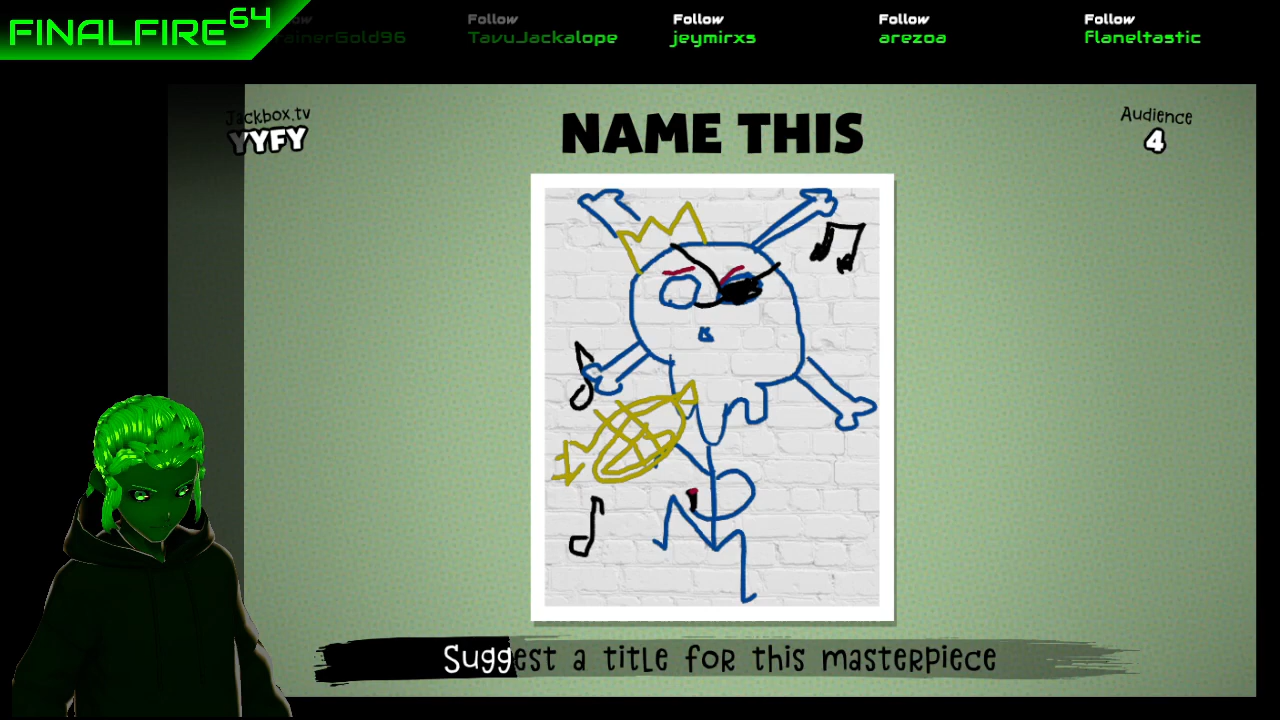 FINALFIRE64
Follow
Follow
Follow
Follow
TavuJackalope
jeymirxs
arezoa
Flaneltastic
Jackbox.tv
YYFY
NAME THIS
Audience
4
Suggest a title for this masterpiece